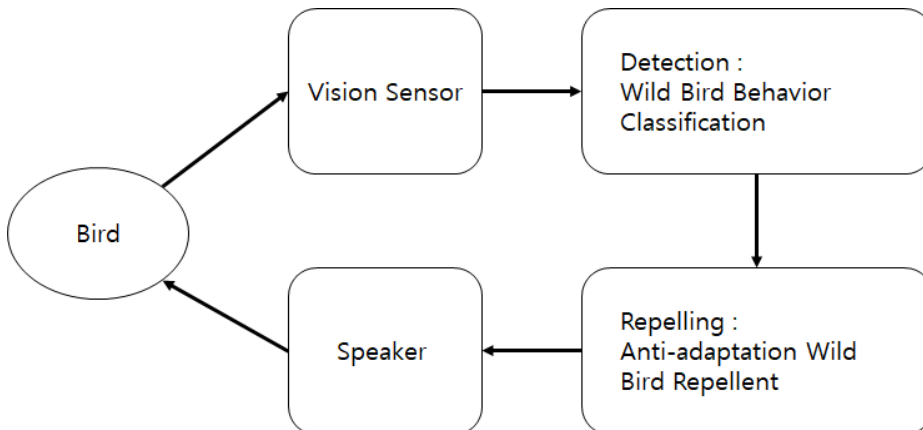 Vision Sensor
Detection :
Wild Bird Behavior
Classification
Bird
Speaker
Repelling :
Anti-adaptation Wild
Bird Repellent